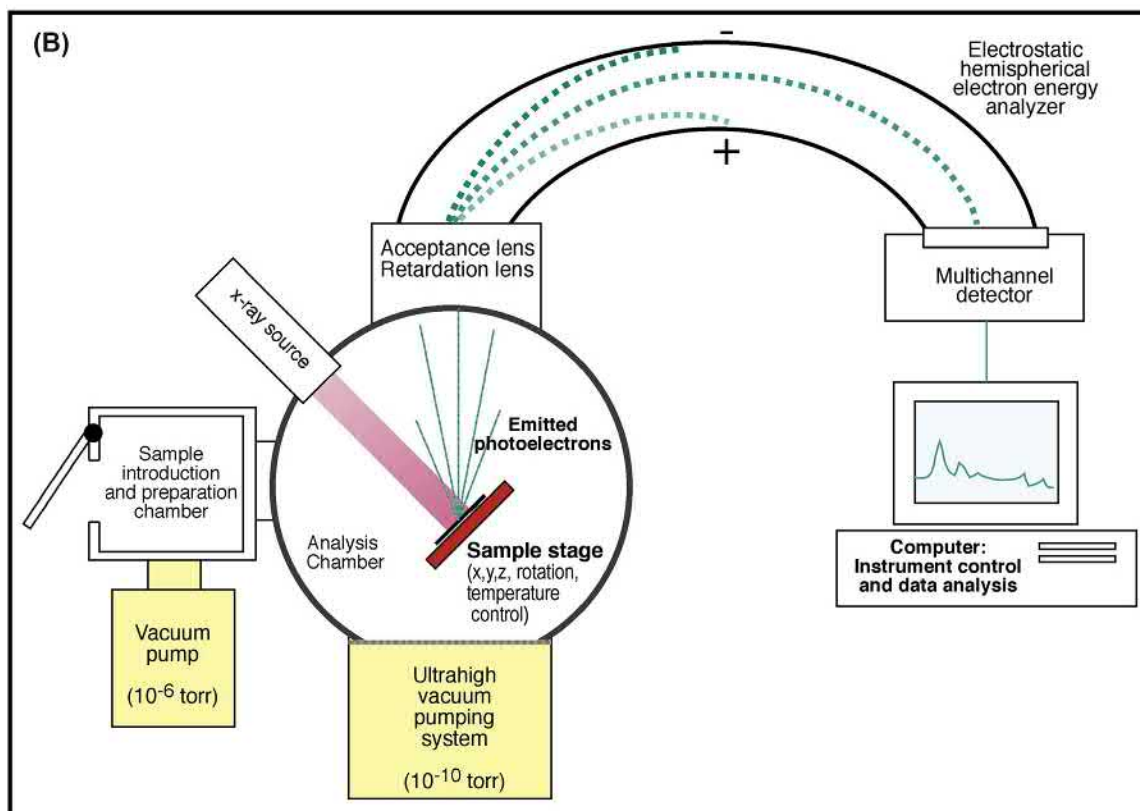 (B)
-
+
Electrostatic
hemispherical
electron energy
analyzer
Acceptance lens
Retardation lens
Multichannel
detector
x-ray source
Emitted
photoelectrons
Sample
introduction
and preparation
chamber
Analysis
Chamber
Sample stage
(x,y,z, rotation,
temperature
control)
Computer:
Instrument control
and data analysis
Vacuum
pump
(10⁻⁶ torr)
Ultrahigh
vacuum
pumping
system
(10⁻¹⁰ torr)